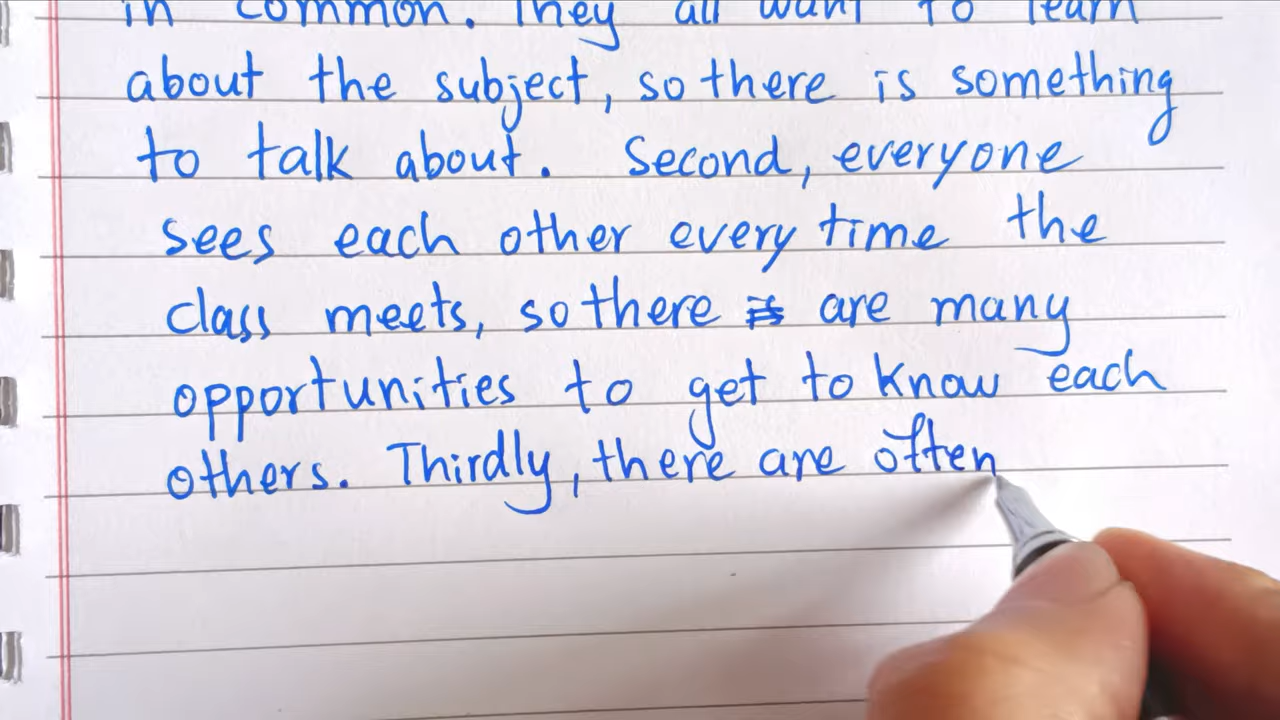 in common. They all want to learn
about the subject, so there is something
to talk about. Second, everyone
sees each other every time the
class meets, so there is are many
opportunities to get to know each
others. Thirdly, there are often